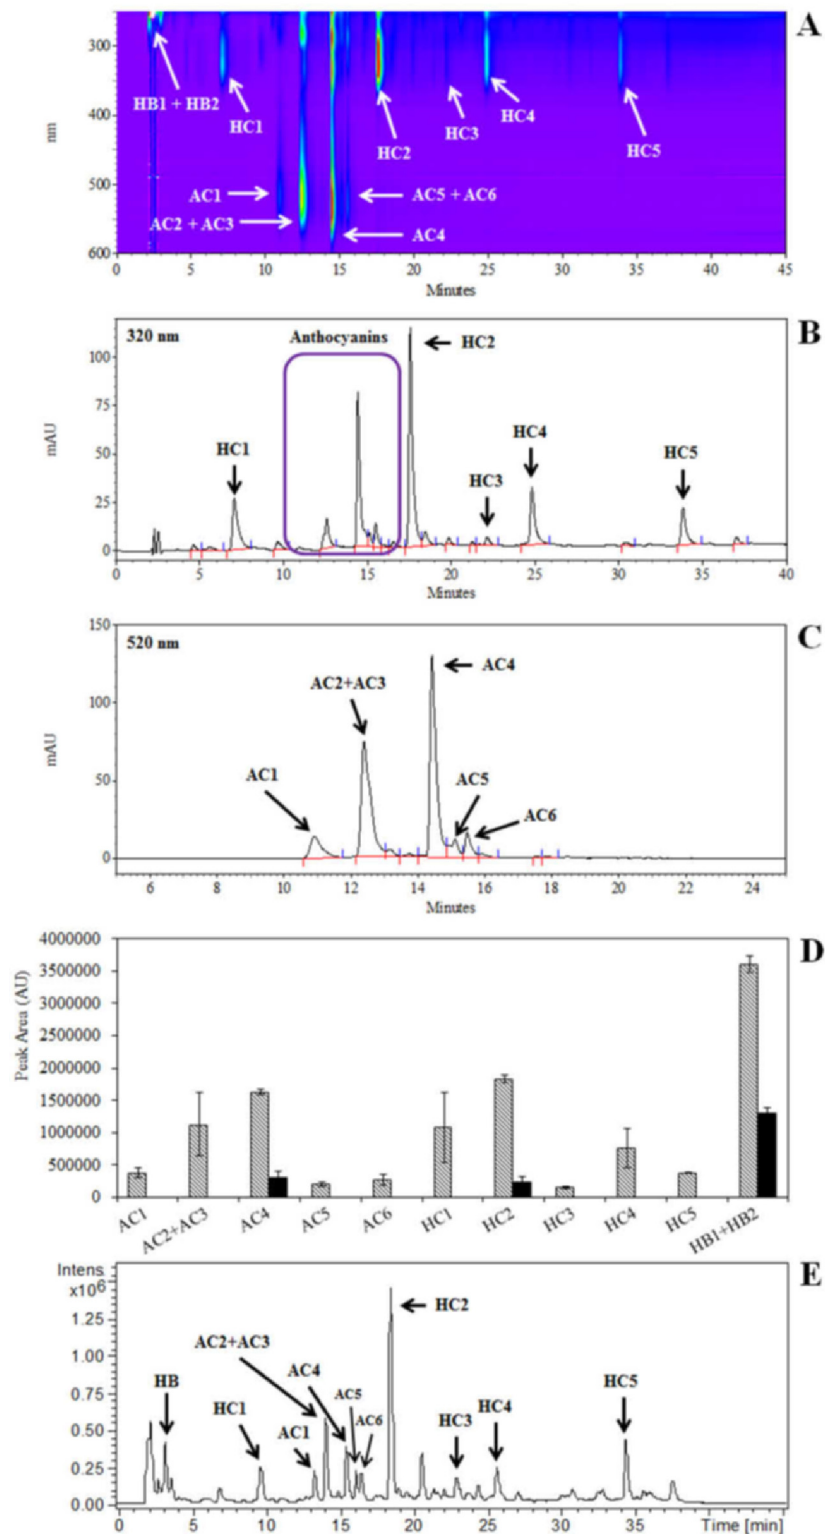 A
300
HB1 + HB2
HC1
HC2
HC3
HC4
HC5
400
nm
500
AC1
AC2 + AC3
AC5 + AC6
AC4
600
0 5 10 15 20 25 30 35 40 45
Minutes
320 nm
Anthocyanins
B
HC2
100
75
mAU
50
HC1
HC3
HC4
HC5
25
0
0 5 10 15 20 25 30 35 40
Minutes
150
520 nm
C
AC4
AC2+AC3
100
mAU
AC1
AC5
AC6
50
0
6 8 10 12 14 16 18 20 22 24
Minutes
D
4000000
3500000
3000000
2500000
2000000
1500000
1000000
500000
0
Peak Area (AU)
AC1 AC2+AC3 AC4 AC5 AC6 HC1 HC2 HC3 HC4 HC5 HB1+HB2
Intens
x10⁶
E
HC2
1.25
1.00
AC2+AC3
AC4
0.75
HB
HC1
AC1
AC5
AC6
HC3
HC4
HC5
0.50
0.25
0.00
0 5 10 15 20 25 30 35 Time [min]